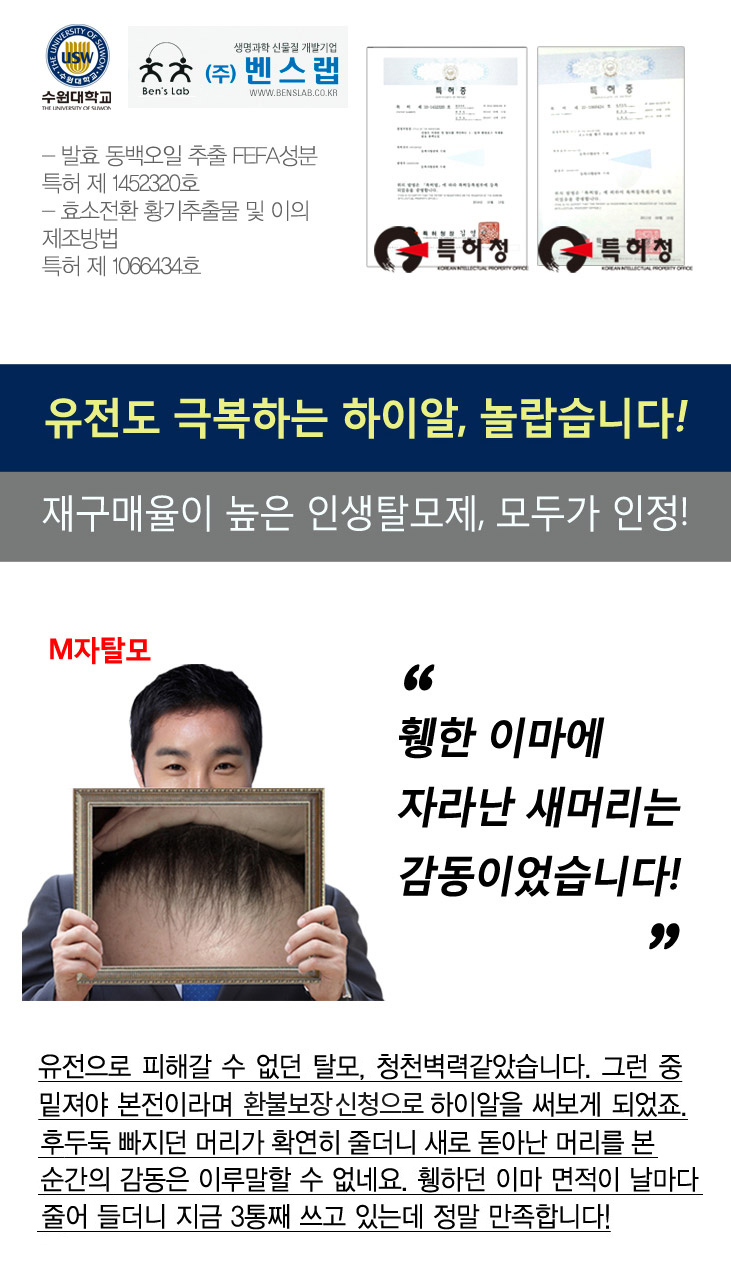 THE UNIVERSITY OF SUWON
USW
수원대학교
THE UNIVERSITY OF SUWON
Ben's Lab
생명과학 신물질 개발기업
(주) 벤스랩
WWW.BENSLAB.CO.KR
– 발효 동백오일 추출 FEFA성분
특허 제 1452320호
– 효소전환 황기추출물 및 이의
제조방법
특허 제 1066434호
특허증
특허청
KOREAN INTELLECTUAL PROPERTY OFFICE
특허증
특허청
KOREAN INTELLECTUAL PROPERTY OFFICE
유전도 극복하는 하이알, 놀랍습니다!
재구매율이 높은 인생탈모제, 모두가 인정!
M자탈모
“
휑한 이마에
자라난 새머리는
감동이었습니다!
”
유전으로 피해갈 수 없던 탈모, 청천벽력같았습니다. 그런 중
밑져야 본전이라며 환불보장신청으로 하이알을 써보게 되었죠.
후두둑 빠지던 머리가 확연히 줄더니 새로 돋아난 머리를 본
순간의 감동은 이루말할 수 없네요. 휑하던 이마 면적이 날마다
줄어 들더니 지금 3통째 쓰고 있는데 정말 만족합니다!